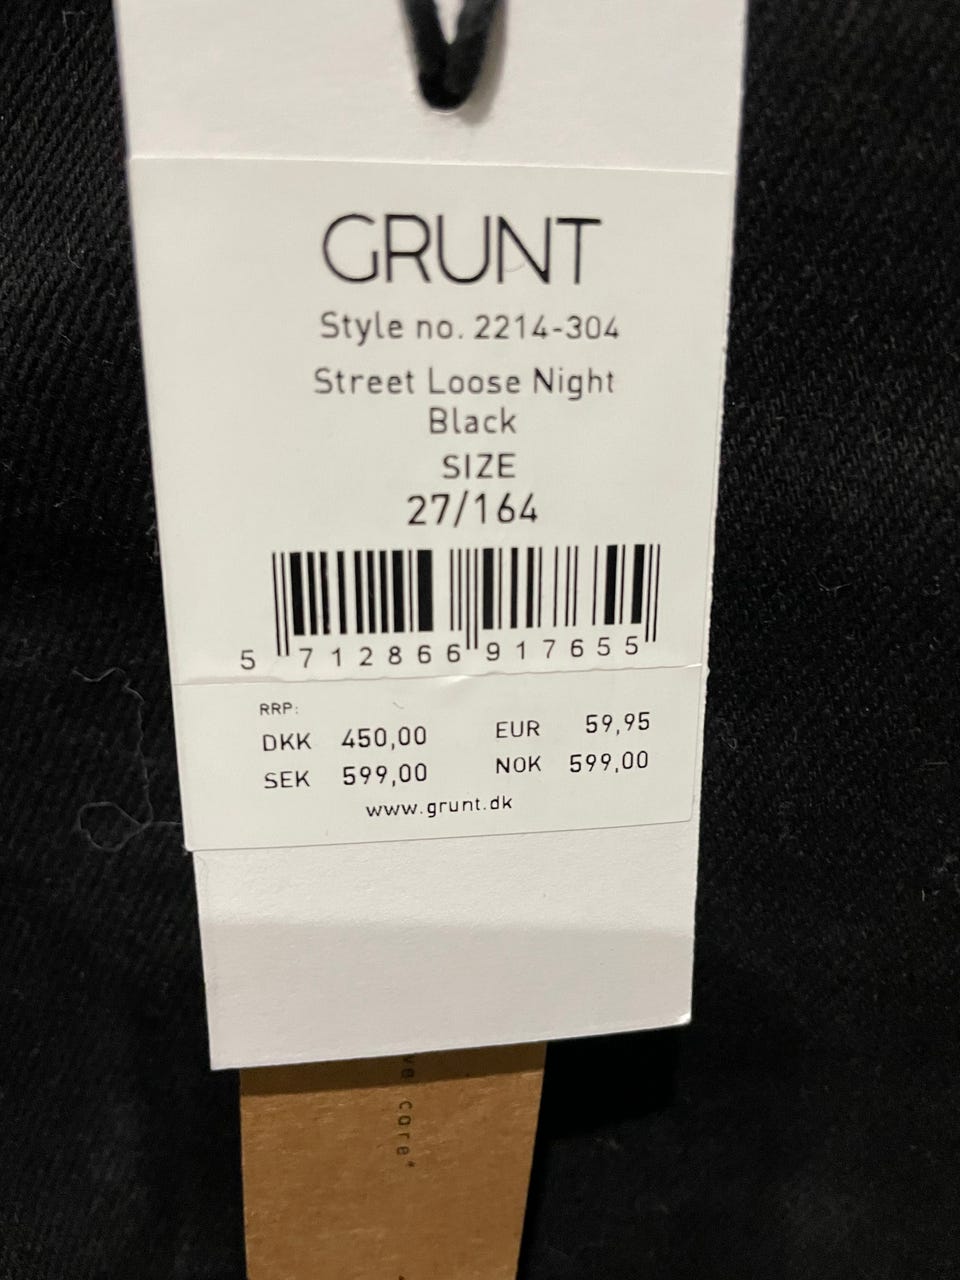 GRUNT
Style no. 2214-304
Street Loose Night
Black
SIZE
27/164
5 712866 917655
RRP:
DKK 450,00 EUR 59,95
SEK 599,00 NOK 599,00
www.grunt.dk
care*